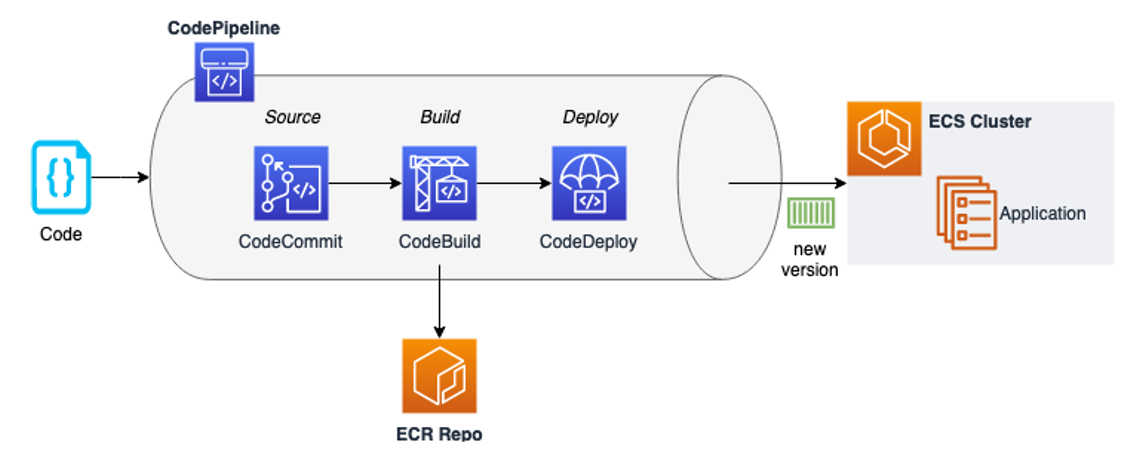 CodePipeline
Source
Build
Deploy
ECS Cluster
Code
CodeCommit
CodeBuild
CodeDeploy
Application
new
version
ECR Repo